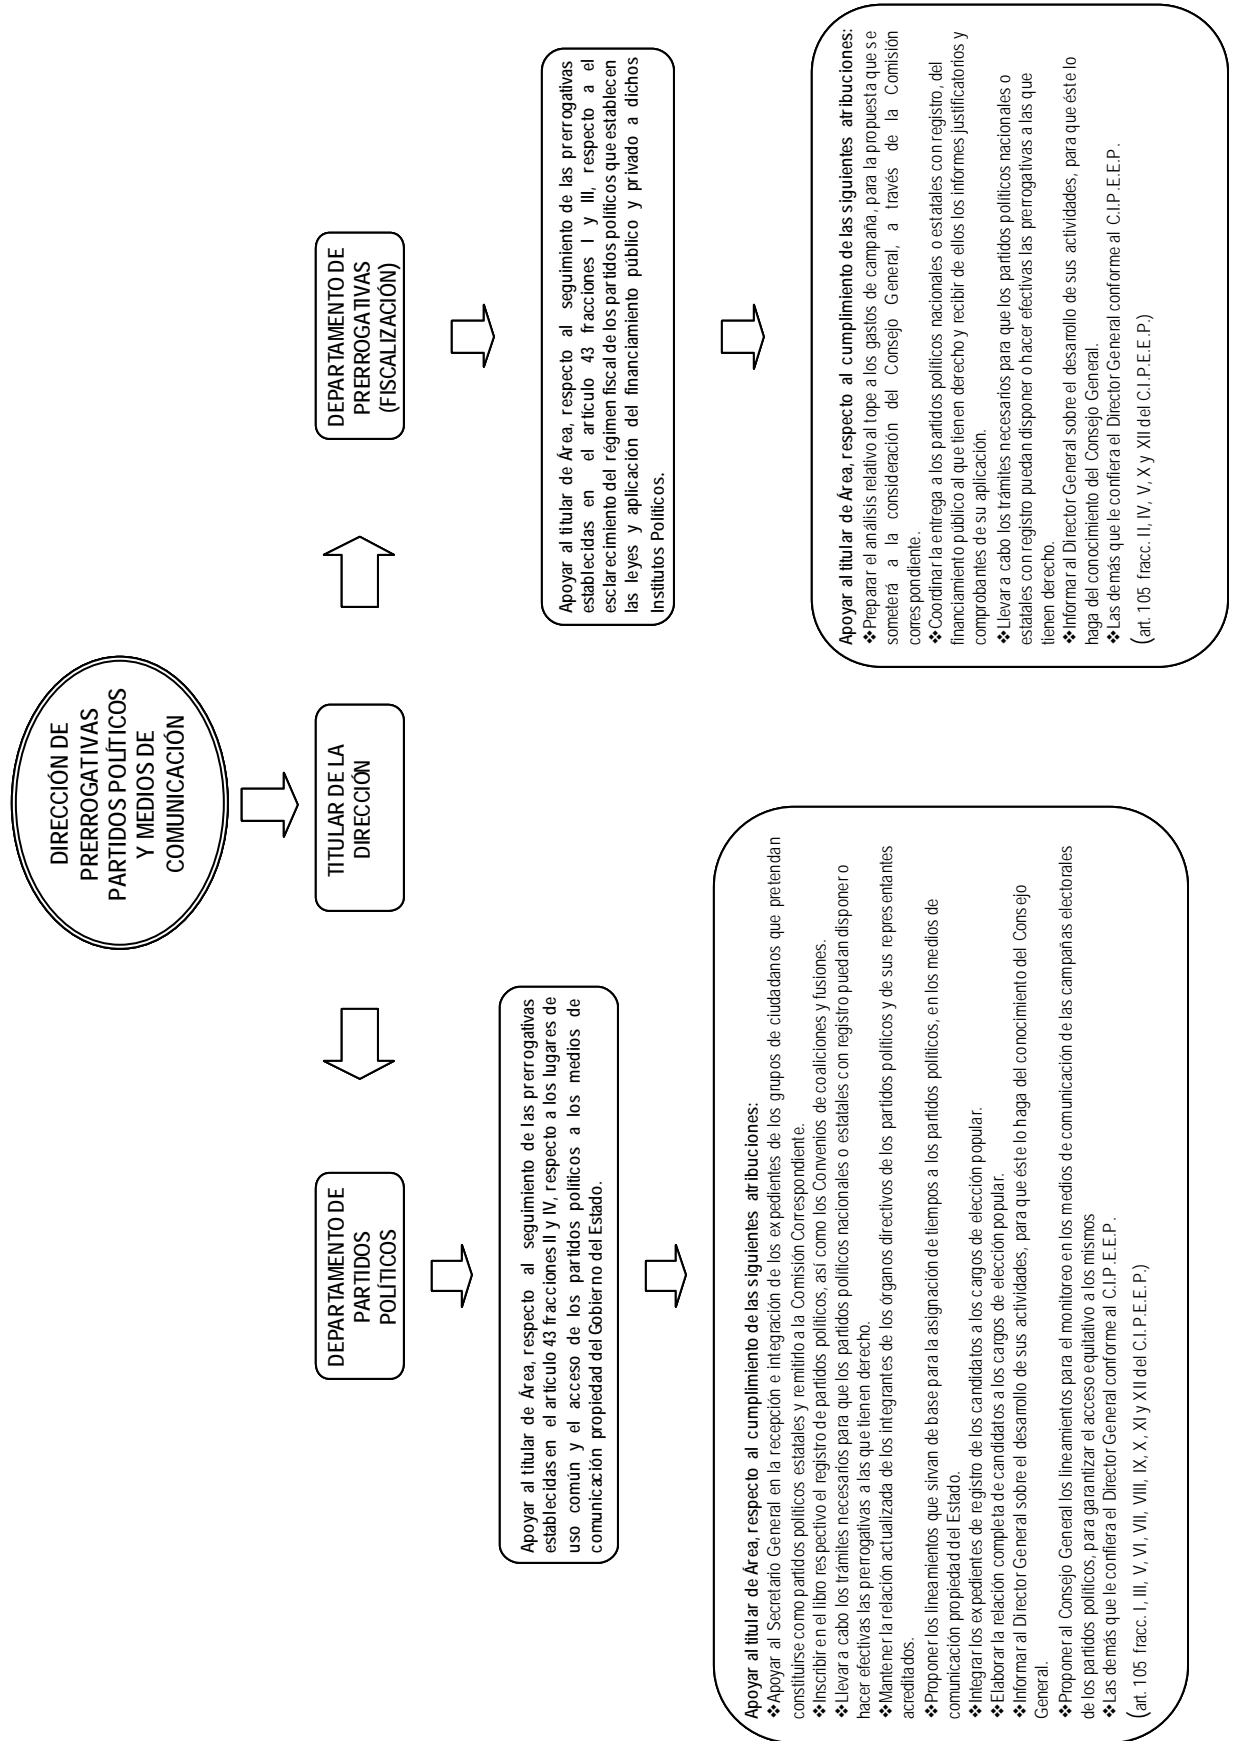 DIRECCIÓN DE
PRERROGATIVAS
PARTIDOS POLÍTICOS
Y MEDIOS DE
COMUNICACIÓN
TITULAR DE LA
DIRECCIÓN
DEPARTAMENTO DE
PARTIDOS
POLÍTICOS
Apoyar al titular de Área, respecto al seguimiento de las prerrogativas
establecidas en el artículo 43 fracciones II y IV, respecto a los lugares de
uso común y el acceso de los partidos políticos a los medios de
comunicación propiedad del Gobierno del Estado.
Apoyar al titular de Área, respecto al cumplimiento de las siguientes atribuciones:
❖Apoyar al Secretario General en la recepción e integración de los expedientes de los grupos de ciudadanos que pretendan
constituirse como partidos políticos estatales y remitirlo a la Comisión Correspondiente.
❖Inscribir en el libro respectivo el registro de partidos políticos, así como los Convenios de coaliciones y fusiones.
❖Llevar a cabo los trámites necesarios para que los partidos políticos nacionales o estatales con registro puedan disponer o
hacer efectivas las prerrogativas a las que tienen derecho.
❖Mantener la relación actualizada de los integrantes de los órganos directivos de los partidos políticos y de sus representantes
acreditados.
❖Proponer los lineamientos que sirvan de base para la asignación de tiempos a los partidos políticos, en los medios de
comunicación propiedad del Estado.
❖Integrar los expedientes de registro de los candidatos a los cargos de elección popular.
❖Elaborar la relación completa de candidatos a los cargos de elección popular.
❖Informar al Director General sobre el desarrollo de sus actividades, para que éste lo haga del conocimiento del Consejo
General.
❖Proponer al Consejo General los lineamientos para el monitoreo en los medios de comunicación de las campañas electorales
de los partidos políticos, para garantizar el acceso equitativo a los mismos
❖Las demás que le confiera el Director General conforme al C.I.P.E.E.P.
(art. 105 fracc. I, III, V, VI, VII, VIII, IX, X, XI y XII del C.I.P.E.E.P.)
DEPARTAMENTO DE
PRERROGATIVAS
(FISCALIZACIÓN)
Apoyar al titular de Área, respecto al seguimiento de las prerrogativas
establecidas en el artículo 43 fracciones I y III, respecto a el
esclarecimiento del régimen fiscal de los partidos políticos que establecen
las leyes y aplicación del financiamiento público y privado a dichos
Institutos Políticos.
Apoyar al titular de Área, respecto al cumplimiento de las siguientes atribuciones:
❖Preparar el análisis relativo al tope a los gastos de campaña, para la propuesta que se
someterá a la consideración del Consejo General, a través de la Comisión
correspondiente.
❖Coordinar la entrega a los partidos políticos nacionales o estatales con registro, del
financiamiento público al que tienen derecho y recibir de ellos los informes justificatorios y
comprobantes de su aplicación.
❖Llevar a cabo los trámites necesarios para que los partidos políticos nacionales o
estatales con registro puedan disponer o hacer efectivas las prerrogativas a las que
tienen derecho.
❖Informar al Director General sobre el desarrollo de sus actividades, para que éste lo
haga del conocimiento del Consejo General.
❖Las demás que le confiera el Director General conforme al C.I.P.E.E.P.
(art. 105 fracc. II, IV, V, X y XII del C.I.P.E.E.P.)